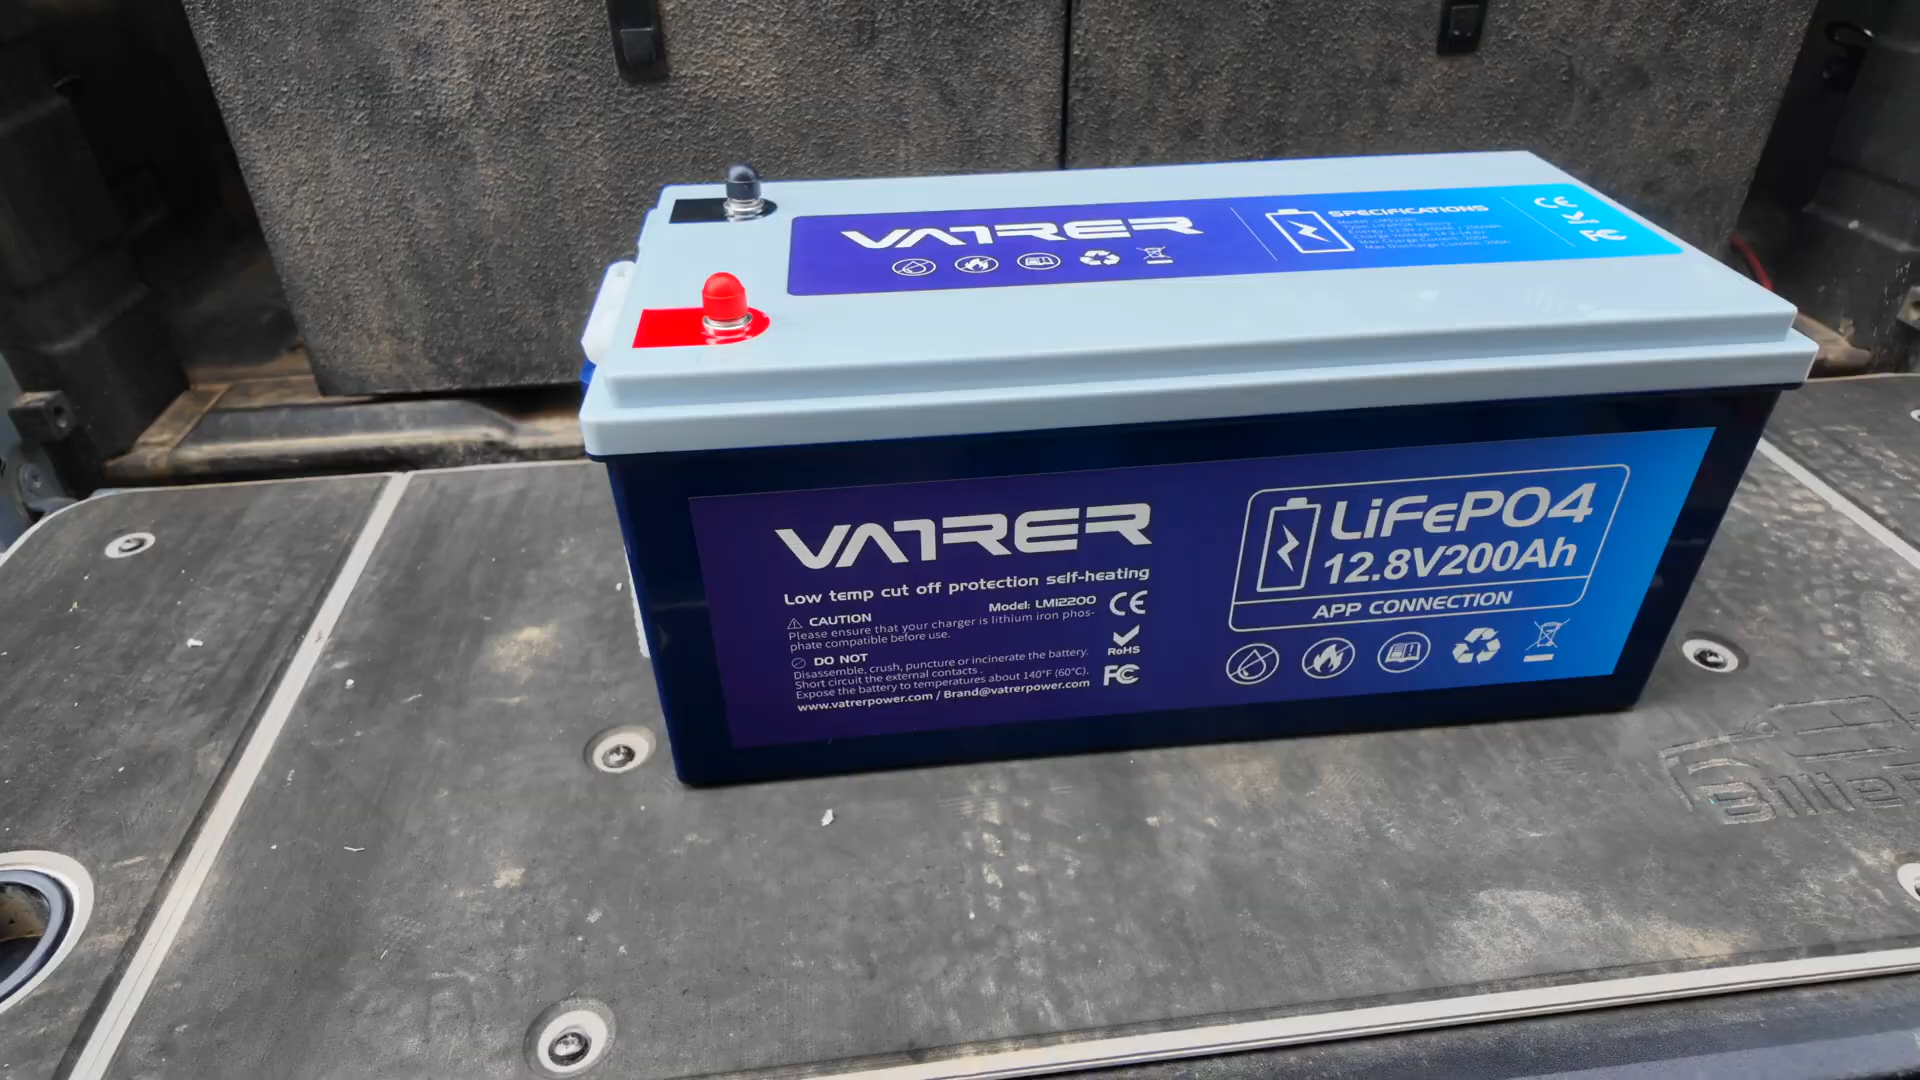 VATRER
SPECIFICATIONS
CE
RoHS
FC
VATRER
Low temp cut off protection self-heating
Model: LM12200
CAUTION
Please ensure that your charger is lithium iron phos-
phate compatible before use.
DO NOT
Disassemble, crush, puncture or incinerate the battery.
Short circuit the external contacts
Expose the battery to temperatures about 140°F (60°C).
www.vatrerpower.com / Brand@vatrerpower.com
CE
RoHS
FC
LiFePO4
12.8V200Ah
APP CONNECTION